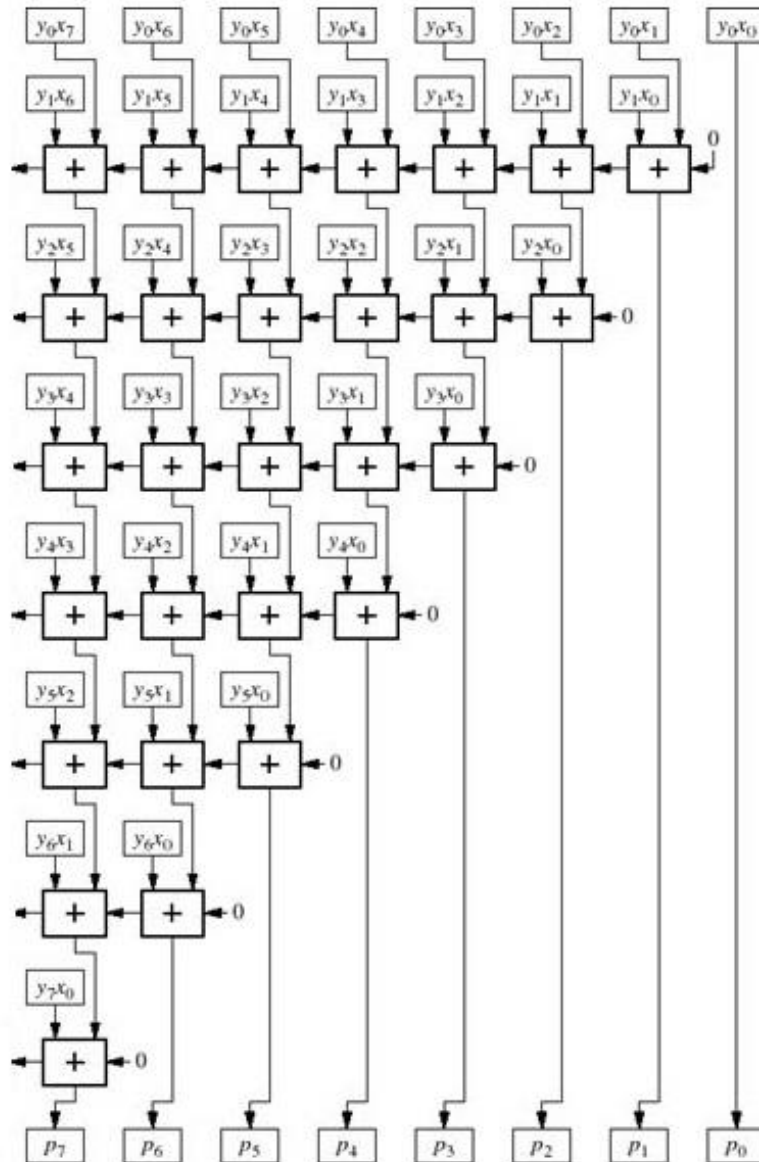 y₀x₇ y₀x₆ y₀x₅ y₀x₄ y₀x₃ y₀x₂ y₀x₁ y₀x₀
y₁x₆ y₁x₅ y₁x₄ y₁x₃ y₁x₂ y₁x₁ y₁x₀
0
+ + + + + + +
y₂x₅ y₂x₄ y₂x₃ y₂x₂ y₂x₁ y₂x₀
+ + + + + + 0
y₃x₄ y₃x₃ y₃x₂ y₃x₁ y₃x₀
+ + + + + 0
y₄x₃ y₄x₂ y₄x₁ y₄x₀
+ + + + 0
y₅x₂ y₅x₁ y₅x₀
+ + + 0
y₆x₁ y₆x₀
+ + 0
y₇x₀
+ 0
p₇ p₆ p₅ p₄ p₃ p₂ p₁ p₀